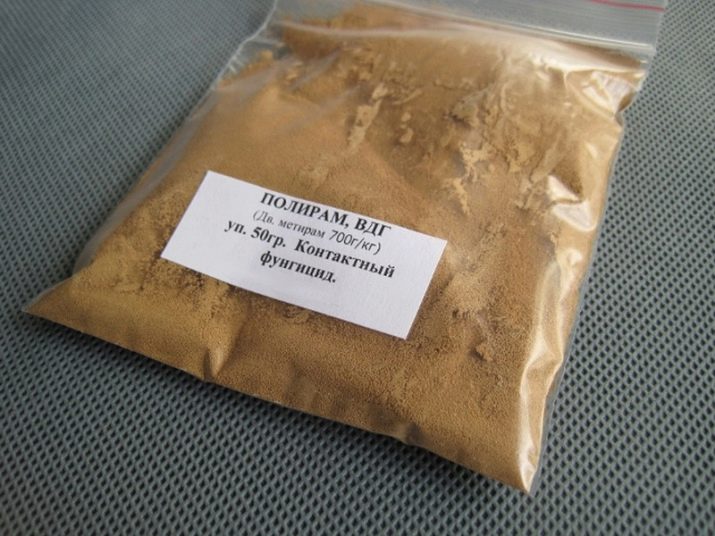 ПОЛИРАМ, ВДГ
(Дв. метирам 700г/кг)
уп. 50гр. Контактный
фунгицид.